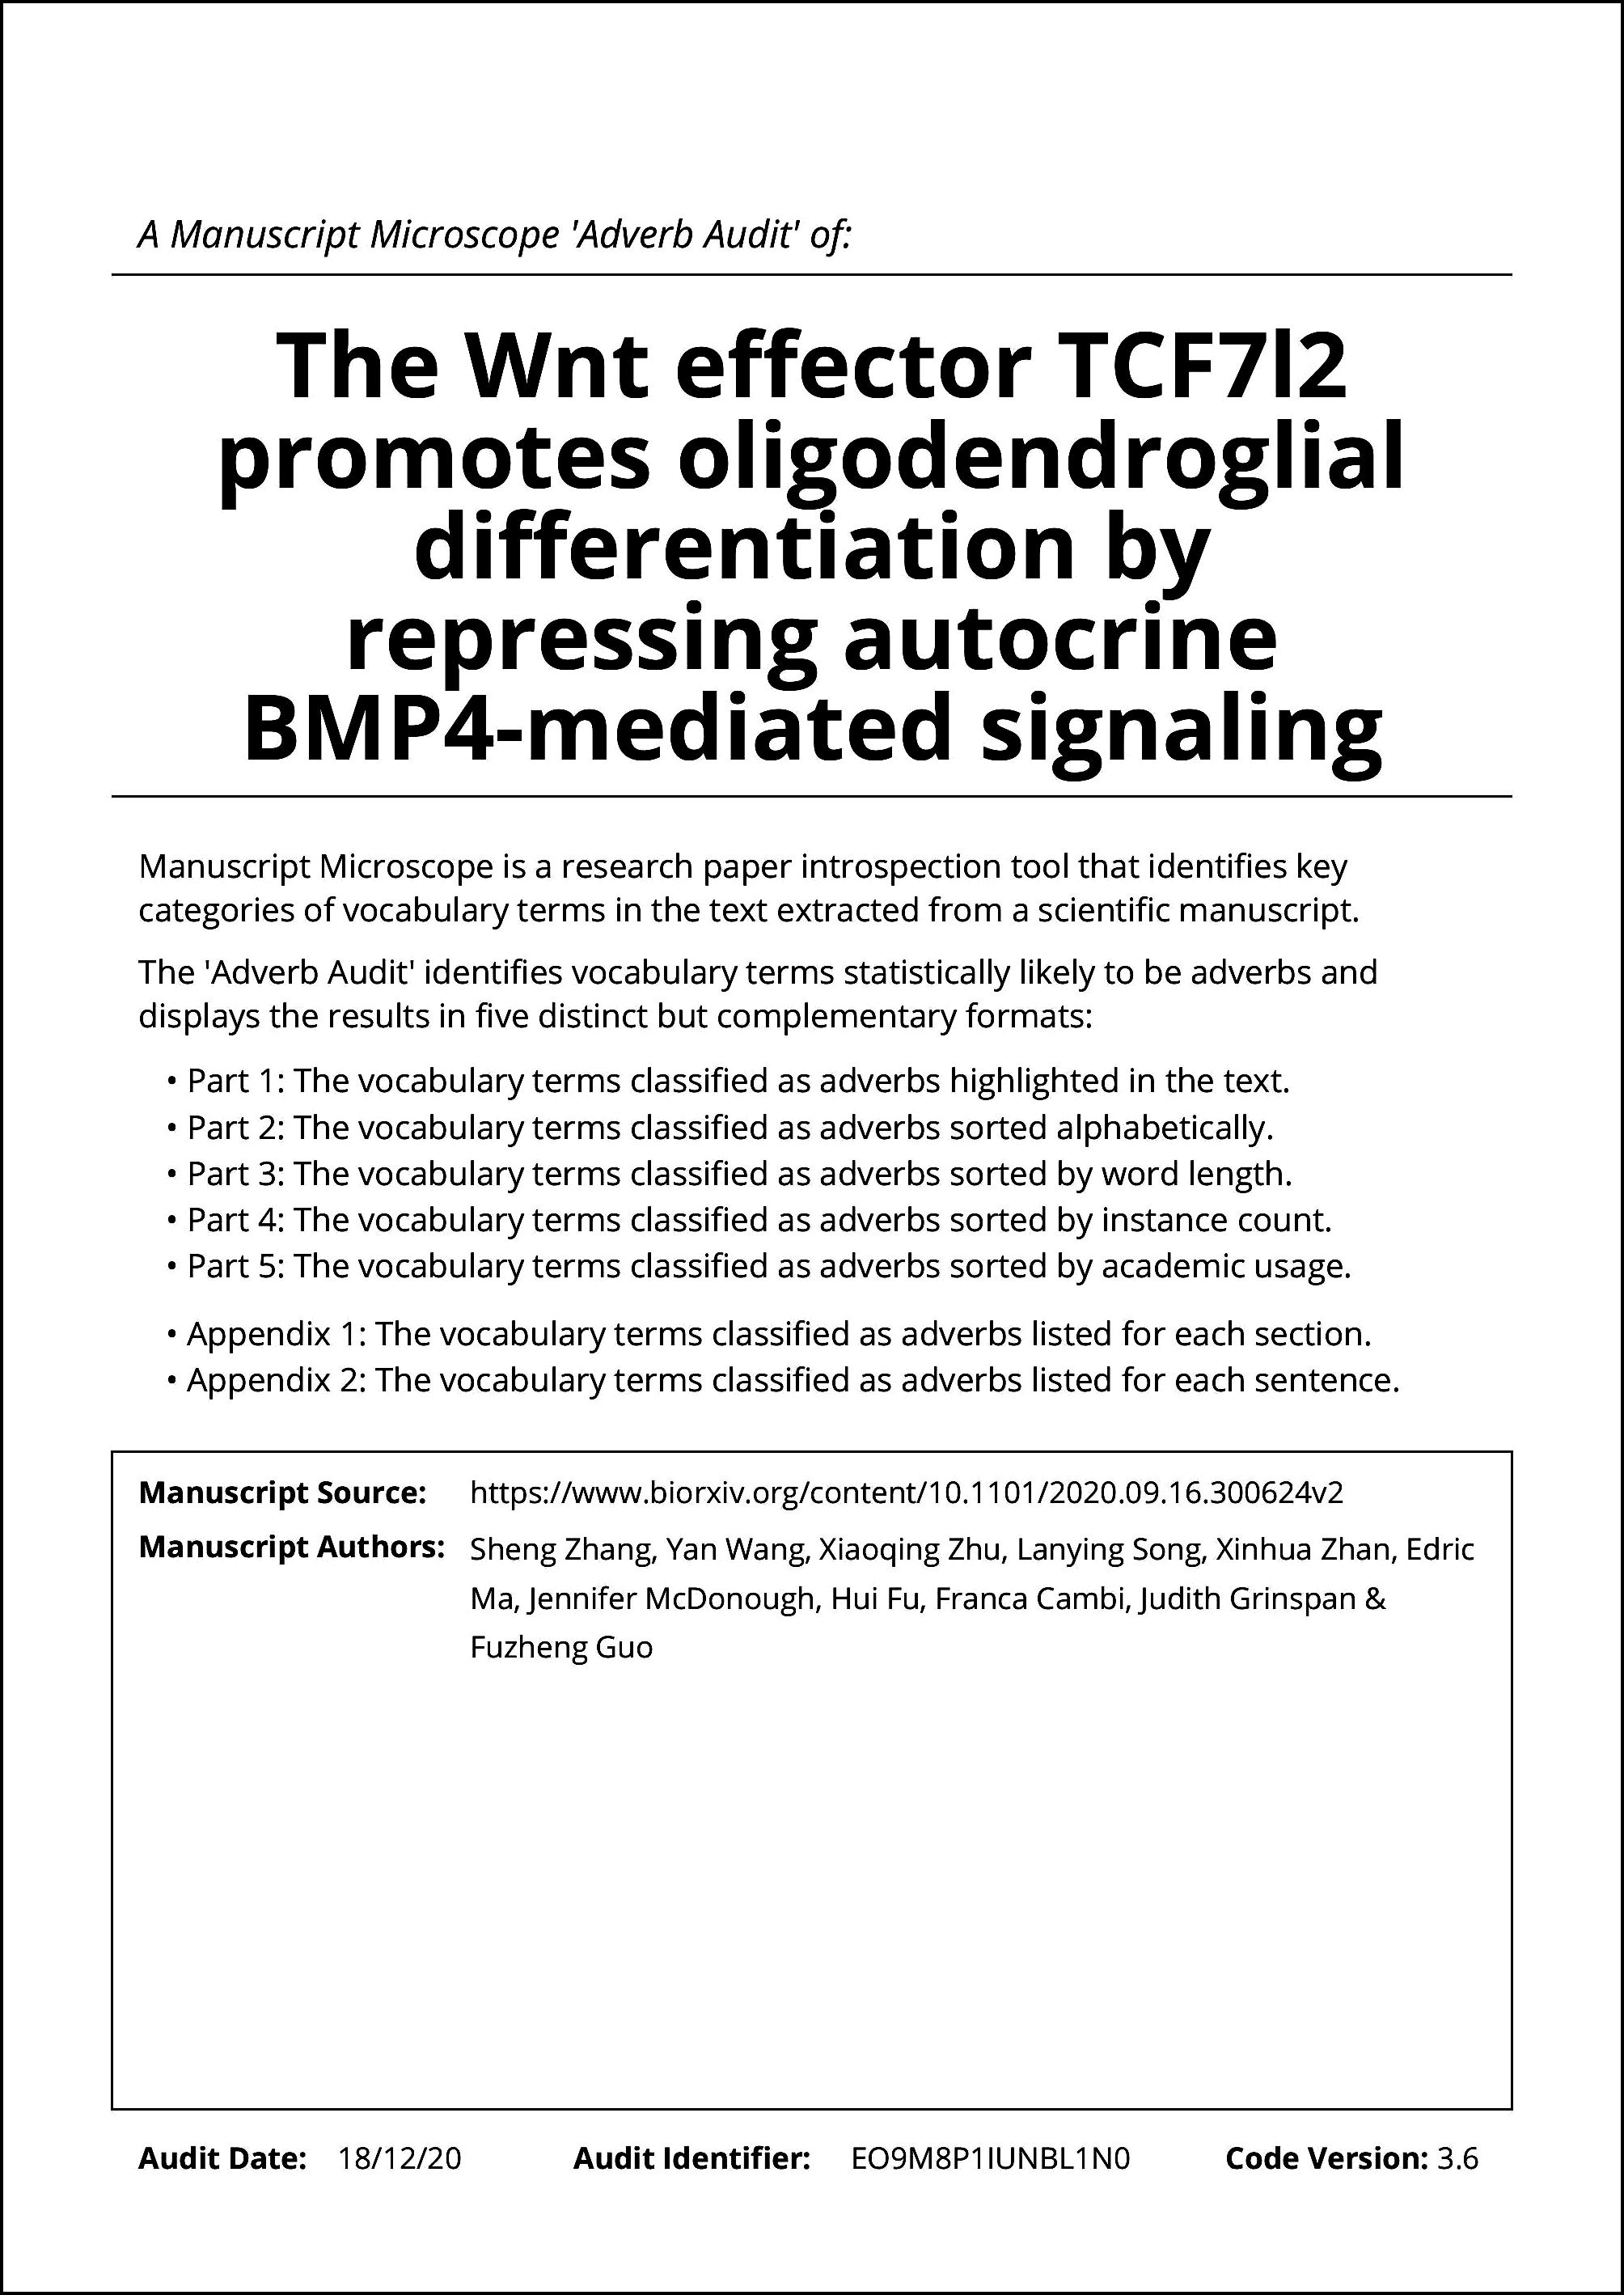 A Manuscript Microscope 'Adverb Audit' of:
The Wnt effector TCF7l2
promotes oligodendroglial
differentiation by
repressing autocrine
BMP4-mediated signaling
Manuscript Microscope is a research paper introspection tool that identifies key
categories of vocabulary terms in the text extracted from a scientific manuscript.
The 'Adverb Audit' identifies vocabulary terms statistically likely to be adverbs and
displays the results in five distinct but complementary formats:
• Part 1: The vocabulary terms classified as adverbs highlighted in the text.
• Part 2: The vocabulary terms classified as adverbs sorted alphabetically.
• Part 3: The vocabulary terms classified as adverbs sorted by word length.
• Part 4: The vocabulary terms classified as adverbs sorted by instance count.
• Part 5: The vocabulary terms classified as adverbs sorted by academic usage.
• Appendix 1: The vocabulary terms classified as adverbs listed for each section.
• Appendix 2: The vocabulary terms classified as adverbs listed for each sentence.
Manuscript Source: https://www.biorxiv.org/content/10.1101/2020.09.16.300624v2
Manuscript Authors: Sheng Zhang, Yan Wang, Xiaoqing Zhu, Lanying Song, Xinhua Zhan, Edric
Ma, Jennifer McDonough, Hui Fu, Franca Cambi, Judith Grinspan &
Fuzheng Guo
Audit Date: 18/12/20 Audit Identifier: EO9M8P1IUNBL1N0 Code Version: 3.6